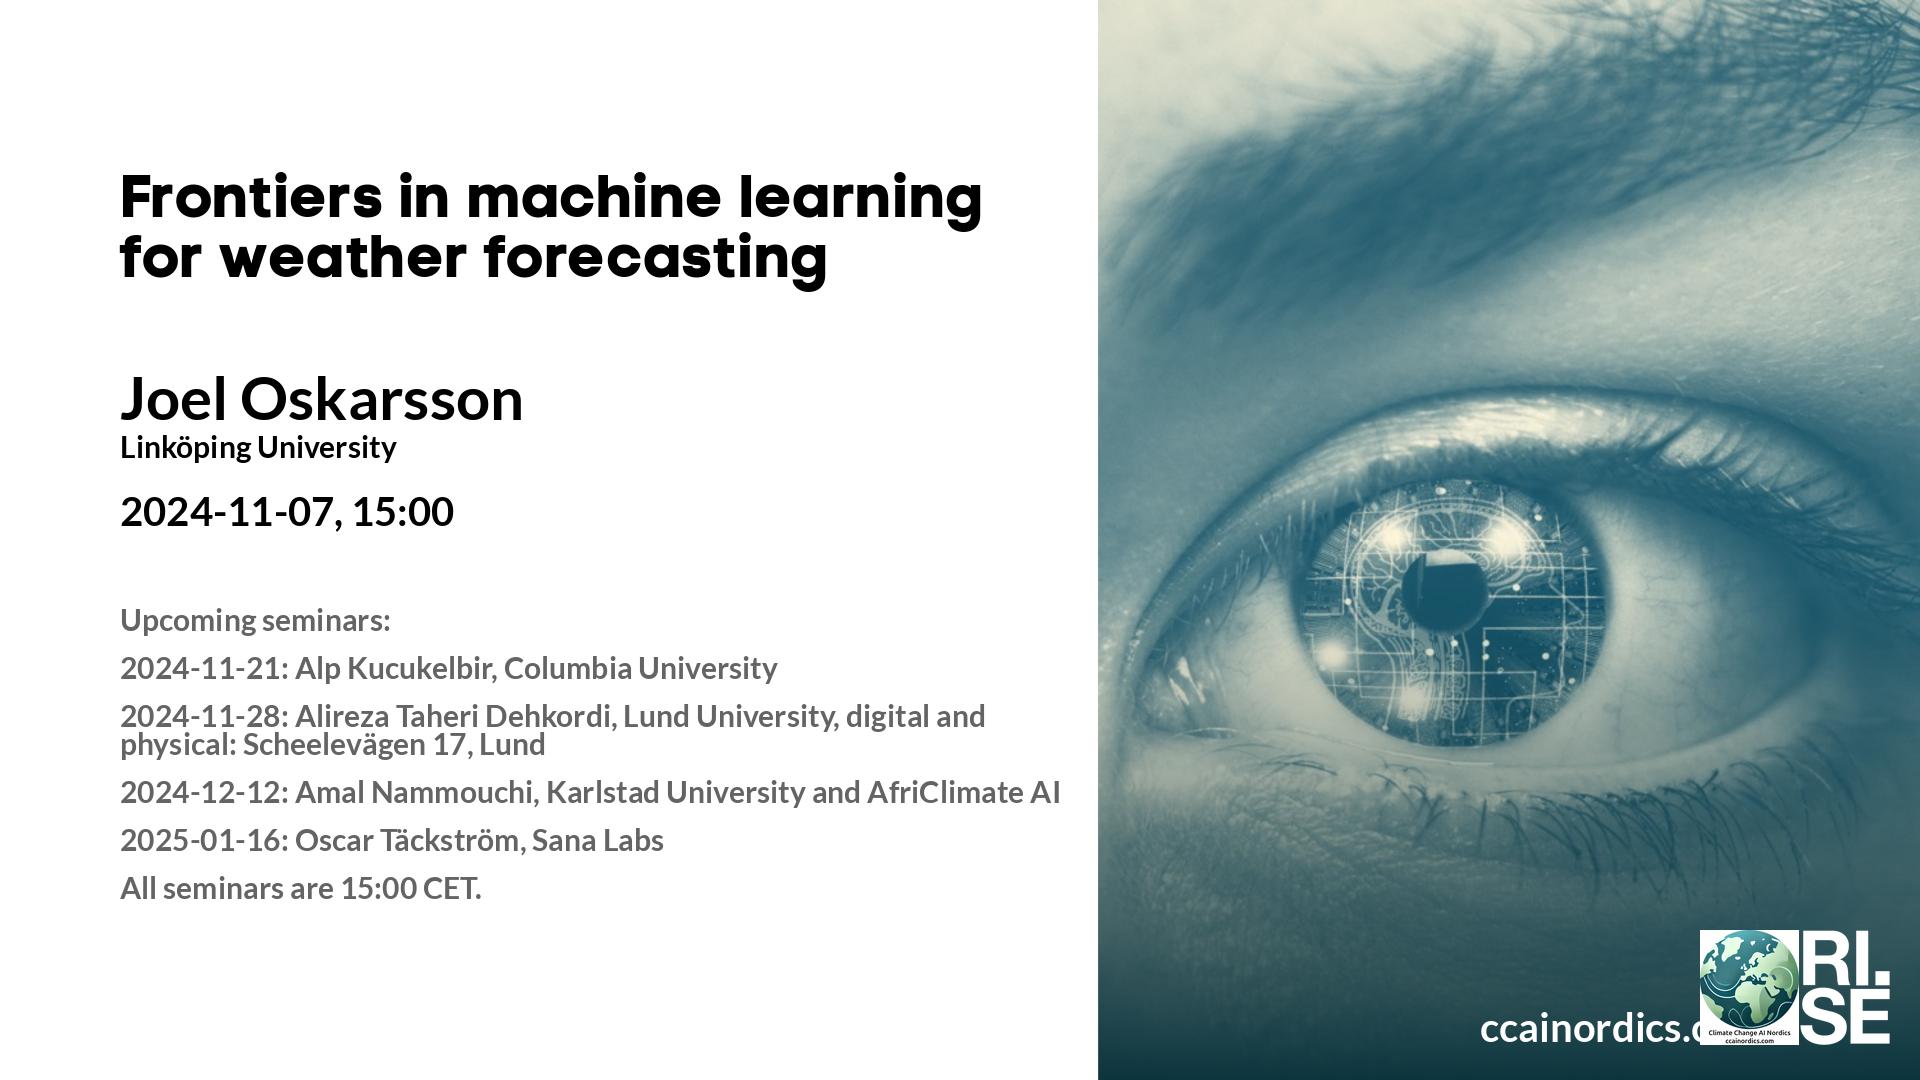 Frontiers in machine learning
for weather forecasting
Joel Oskarsson
Linköping University
2024-11-07, 15:00
Upcoming seminars:
2024-11-21: Alp Kucukelbir, Columbia University
2024-11-28: Alireza Taheri Dehkordi, Lund University, digital and
physical: Scheelevägen 17, Lund
2024-12-12: Amal Nammouchi, Karlstad University and AfriClimate AI
2025-01-16: Oscar Täckström, Sana Labs
All seminars are 15:00 CET.
ccainordics.c
Climate Change AI Nordics
ccainordics.com
RI.
SE